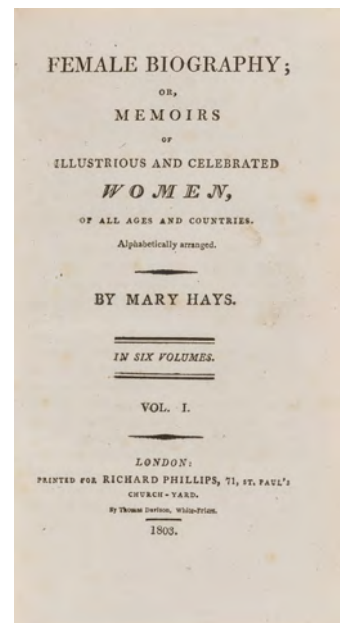 FEMALE BIOGRAPHY;
OR,
MEMOIRS
OF
ILLUSTRIOUS AND CELEBRATED
WOMEN,
OF ALL AGES AND COUNTRIES.
Alphabetically arranged.
BY MARY HAYS.
IN SIX VOLUMES.
VOL. I.
LONDON:
PRINTED FOR RICHARD PHILLIPS, 71, ST. PAUL'S
CHURCH-YARD.
By Thomas Davison, White-Friars.
1803.